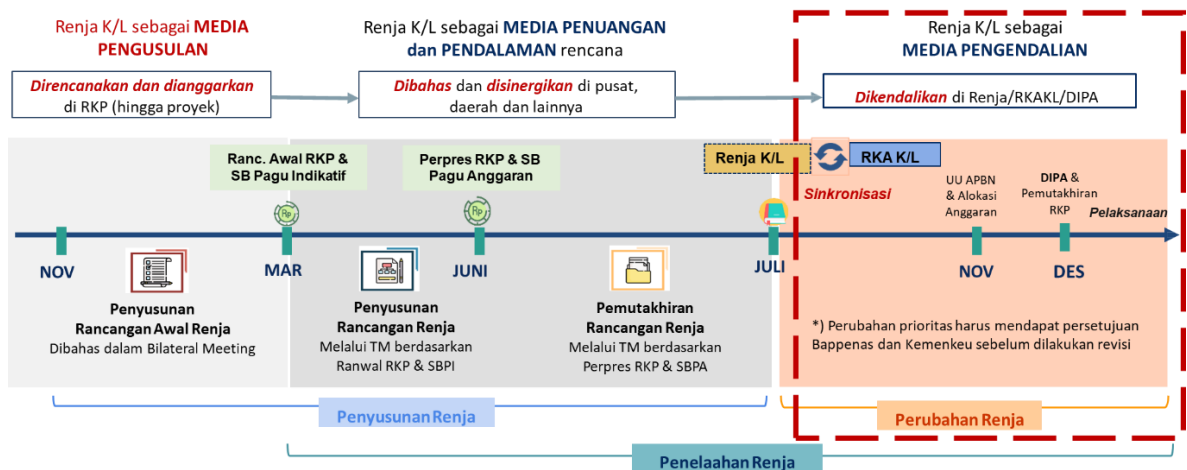 Renja K/L sebagai MEDIA
PENGUSULAN
Renja K/L sebagai MEDIA PENUANGAN
dan PENDALAMAN rencana
Renja K/L sebagai
MEDIA PENGENDALIAN
Direncanakan dan dianggarkan
di RKP (hingga proyek)
Dibahas dan disinergikan di pusat,
daerah dan lainnya
Dikendalikan di Renja/RKAKL/DIPA
Ranc. Awal RKP &
SB Pagu Indikatif
Perpres RKP & SB
Pagu Anggaran
Renja K/L
RKA K/L
Sinkronisasi
UU APBN
& Alokasi
Anggaran
DIPA &
Pemutakhiran
RKP
Pelaksanaan
Rp
Rp
NOV
MAR
JUNI
JULI
NOV
DES
Penyusunan
Rancangan Awal Renja
Dibahas dalam Bilateral Meeting
Penyusunan
Rancangan Renja
Melalui TM berdasarkan
Ranwal RKP & SBPI
Pemutakhiran
Rancangan Renja
Melalui TM berdasarkan
Perpres RKP & SBPA
*) Perubahan prioritas harus mendapat persetujuan
Bappenas dan Kemenkeu sebelum dilakukan revisi
Penyusunan Renja
Perubahan Renja
Penelaahan Renja